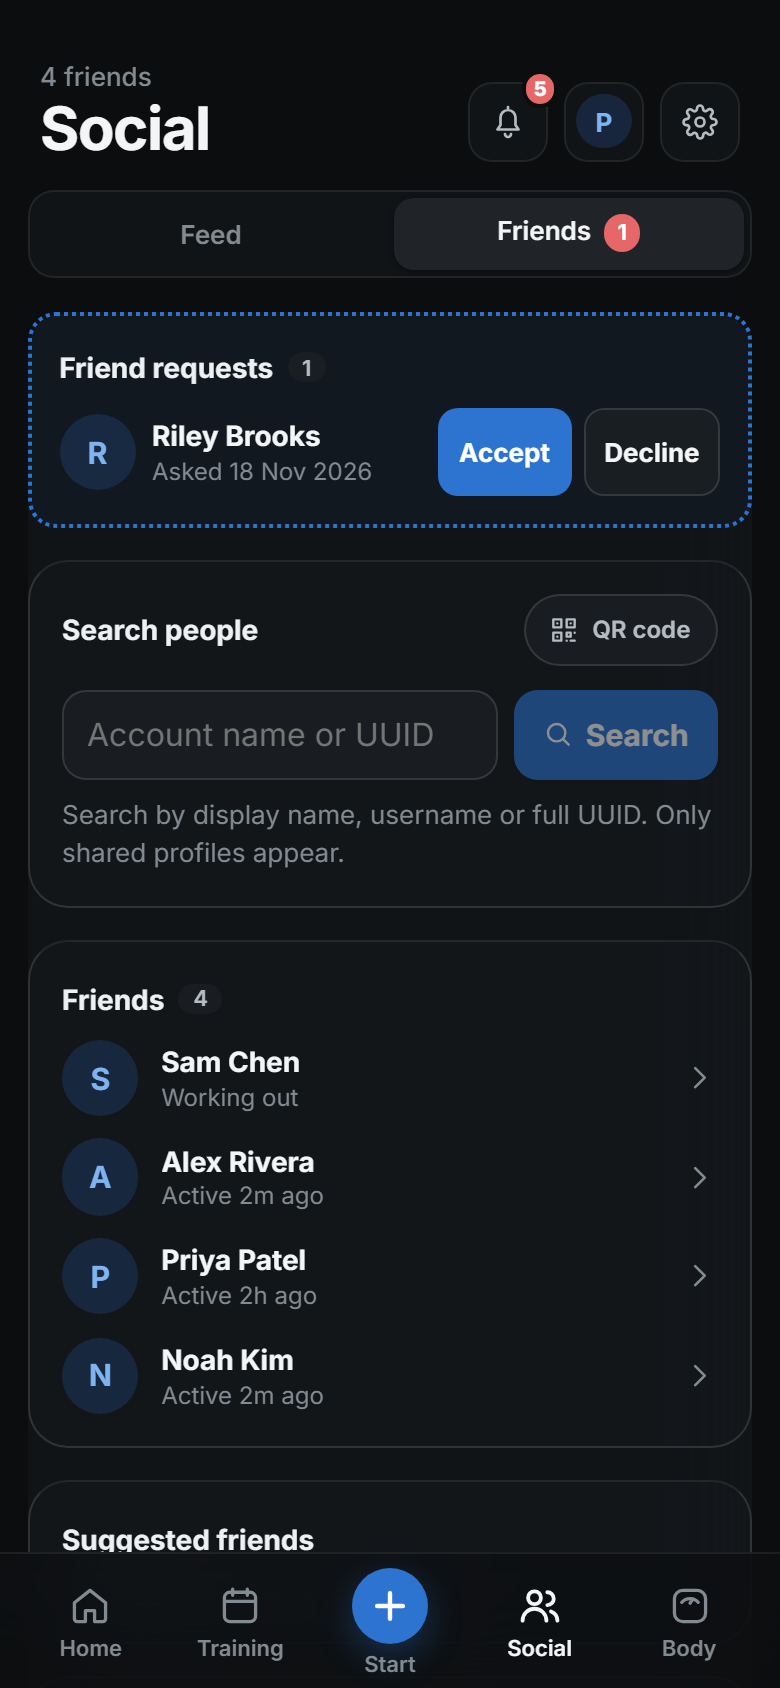 4 friends
Social
5
P
Feed
Friends 1
Friend requests 1
R
Riley Brooks
Asked 18 Nov 2026
Accept
Decline
Search people
QR code
Account name or UUID
Search
Search by display name, username or full UUID. Only
shared profiles appear.
Friends 4
S
Sam Chen
Working out
A
Alex Rivera
Active 2m ago
P
Priya Patel
Active 2h ago
N
Noah Kim
Active 2m ago
Suggested friends
Home
Training
Start
Social
Body